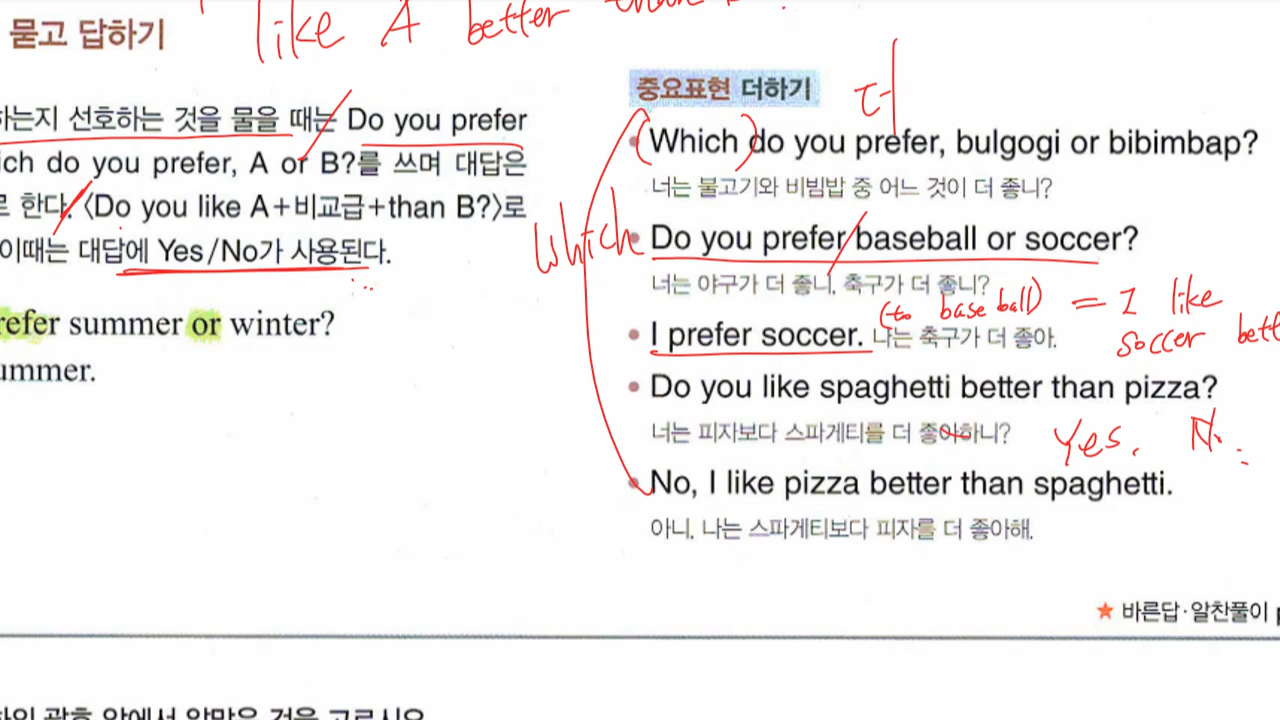 like A better than
묻고 답하기
하는지 선호하는 것을 물을 때는 Do you prefer
ich do you prefer, A or B?를 쓰며 대답은
로 한다. 〈Do you like A+비교급+than B?〉로
이때는 대답에 Yes/No가 사용된다.
refer summer or winter?
ummer.
중요표현 더하기
더
(Which) do you prefer, bulgogi or bibimbap?
너는 불고기와 비빔밥 중 어느 것이 더 좋니?
Which
Do you prefer baseball or soccer?
너는 야구가 더 좋니, 축구가 더 좋니?
(to baseball) = I like
soccer bett
I prefer soccer. 나는 축구가 더 좋아.
Do you like spaghetti better than pizza?
너는 피자보다 스파게티를 더 좋아하니?
Yes. No.
No, I like pizza better than spaghetti.
아니, 나는 스파게티보다 피자를 더 좋아해.
★ 바른답·알찬풀이 p